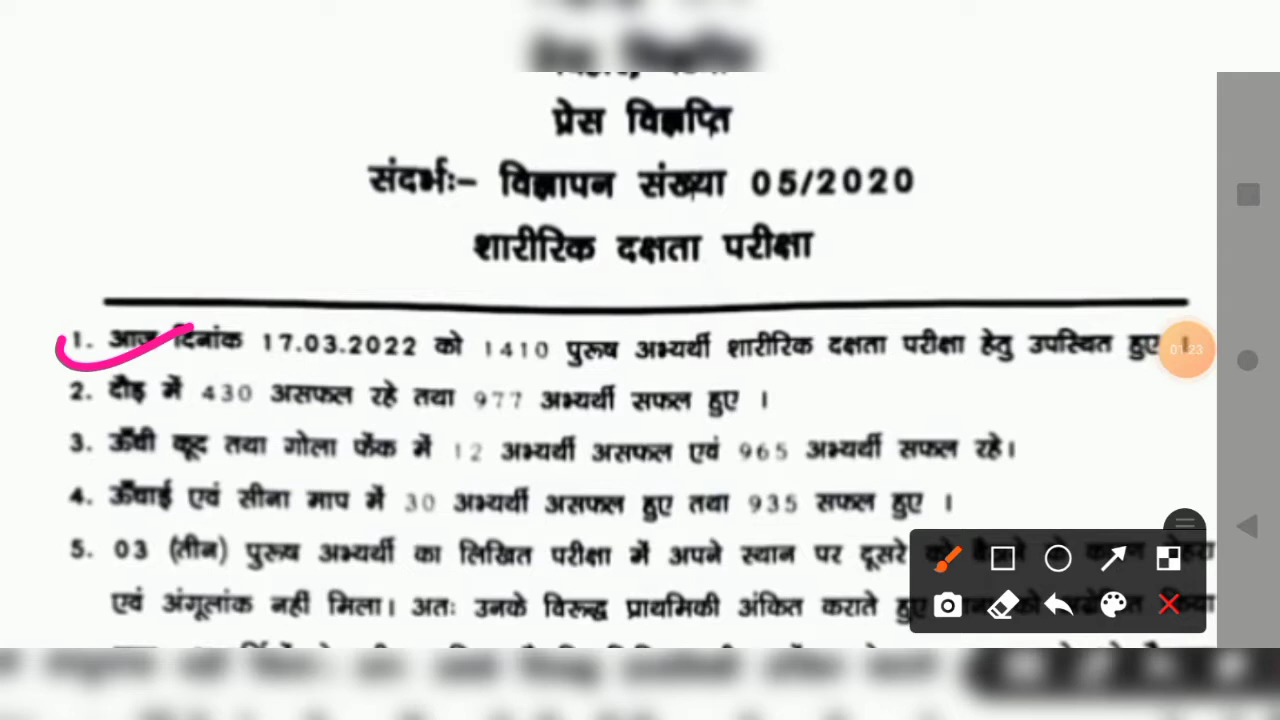 प्रेस विज्ञप्ति
संदर्भः- विज्ञापन संख्या 05/2020
शारीरिक दक्षता परीक्षा
1. आज दिनांक 17.03.2022 को 1410 पुरूष अभ्यर्थी शारीरिक दक्षता परीक्षा हेतु उपस्थित हुए ।
01:23
2. दौड़ में 430 असफल रहे तथा 977 अभ्यर्थी सफल हुए ।
3. ऊँची कूद तथा गोला फेंक में 12 अभ्यर्थी असफल एवं 965 अभ्यर्थी सफल रहे।
4. ऊँचाई एवं सीना माप में 30 अभ्यर्थी असफल हुए तथा 935 सफल हुए ।
5. 03 (तीन) पुरूष अभ्यर्थी का लिखित परीक्षा में अपने स्थान पर दूसरे को
एवं अंगूलांक नहीं मिला। अतः उनके विरूद्ध प्राथमिकी अंकित कराते हुए